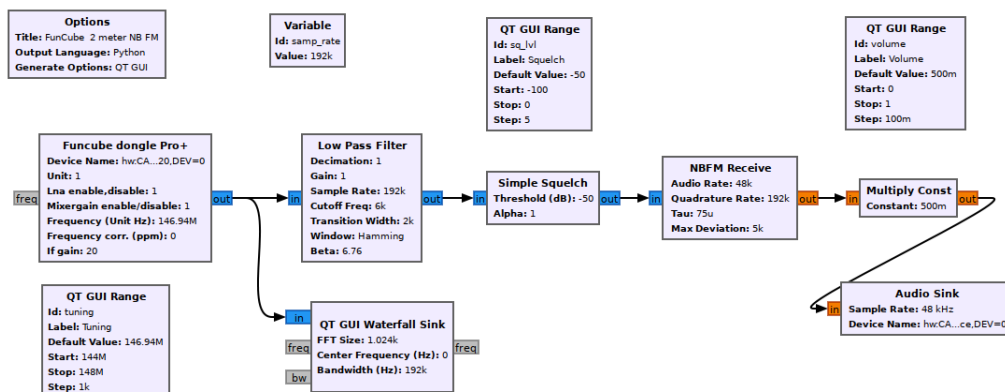 Options
Title: FunCube 2 meter NB FM
Output Language: Python
Generate Options: QT GUI
Variable
Id: samp_rate
Value: 192k
QT GUI Range
Id: sq_lvl
Label: Squelch
Default Value: -50
Start: -100
Stop: 0
Step: 5
QT GUI Range
Id: volume
Label: Volume
Default Value: 500m
Start: 0
Stop: 1
Step: 100m
Funcube dongle Pro+
Device Name: hw:CA...20,DEV=0
Unit: 1
Lna enable,disable: 1
Mixergain enable/disable: 1
Frequency (Unit Hz): 146.94M
Frequency corr. (ppm): 0
If gain: 20
freq
out
Low Pass Filter
Decimation: 1
Gain: 1
Sample Rate: 192k
Cutoff Freq: 6k
Transition Width: 2k
Window: Hamming
Beta: 6.76
in
out
Simple Squelch
Threshold (dB): -50
Alpha: 1
in
out
NBFM Receive
Audio Rate: 48k
Quadrature Rate: 192k
Tau: 75u
Max Deviation: 5k
in
out
Multiply Const
Constant: 500m
in
out
QT GUI Range
Id: tuning
Label: Tuning
Default Value: 146.94M
Start: 144M
Stop: 148M
Step: 1k
QT GUI Waterfall Sink
FFT Size: 1.024k
Center Frequency (Hz): 0
Bandwidth (Hz): 192k
in
freq
freq
bw
Audio Sink
Sample Rate: 48 kHz
Device Name: hw:CA...ce,DEV=0
in